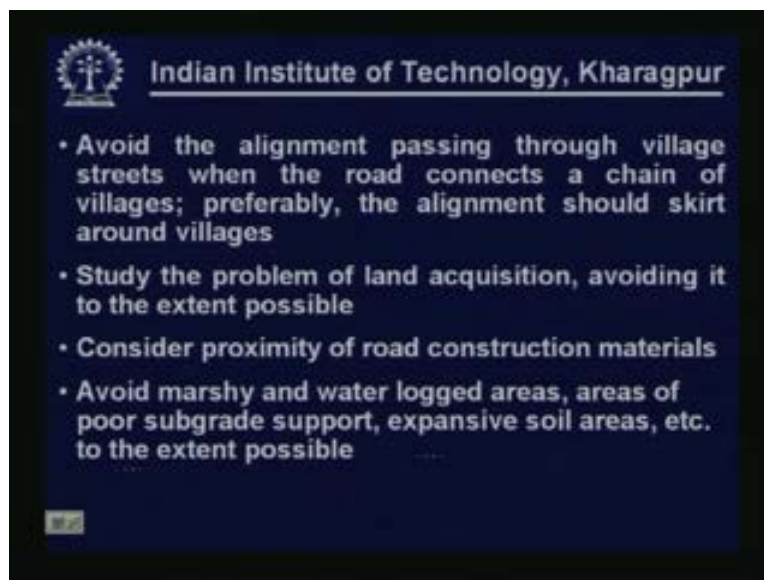 Indian Institute of Technology, Kharagpur
• Avoid the alignment passing through village
streets when the road connects a chain of
villages; preferably, the alignment should skirt
around villages
• Study the problem of land acquisition, avoiding it
to the extent possible
• Consider proximity of road construction materials
• Avoid marshy and water logged areas, areas of
poor subgrade support, expansive soil areas, etc.
to the extent possible